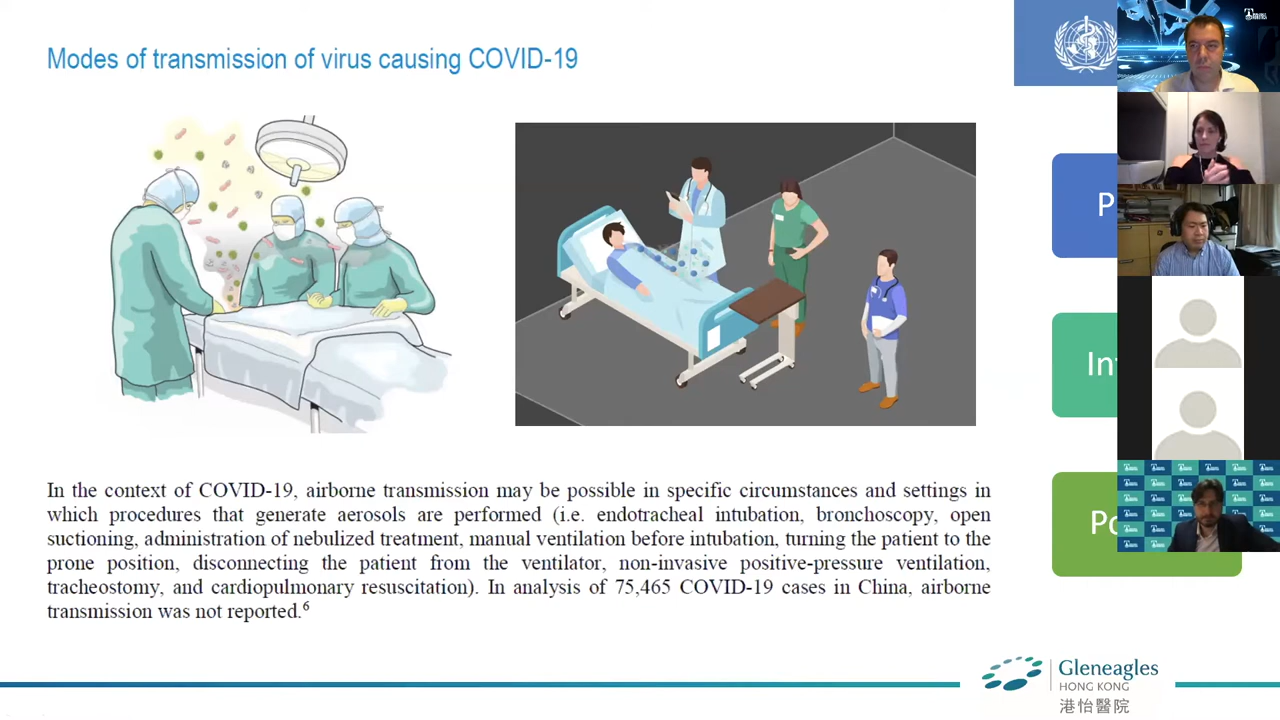 Modes of transmission of virus causing COVID-19
In the context of COVID-19, airborne transmission may be possible in specific circumstances and settings in
which procedures that generate aerosols are performed (i.e. endotracheal intubation, bronchoscopy, open
suctioning, administration of nebulized treatment, manual ventilation before intubation, turning the patient to the
prone position, disconnecting the patient from the ventilator, non-invasive positive-pressure ventilation,
tracheostomy, and cardiopulmonary resuscitation). In analysis of 75,465 COVID-19 cases in China, airborne
transmission was not reported.⁶
Gleneagles
HONG KONG
港怡醫院